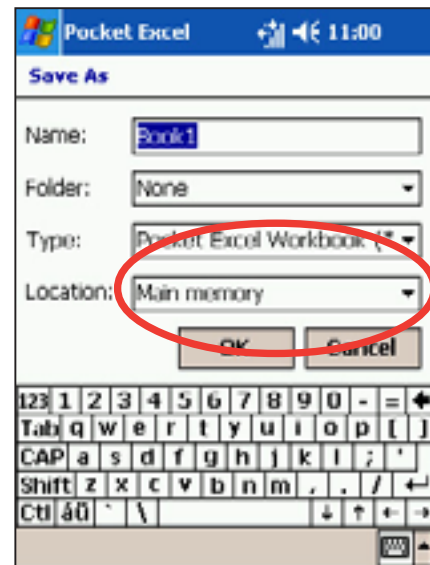 Pocket Excel 11:00
Save As
Name: Book1
Folder: None
Type: Pocket Excel Workbook (*
Location: Main memory
OK Cancel
123 1 2 3 4 5 6 7 8 9 0 - =
Tab q w e r t y u i o p [ ]
CAP a s d f g h j k l ; '
Shift z x c v b n m , . /
Ctl áü ` \